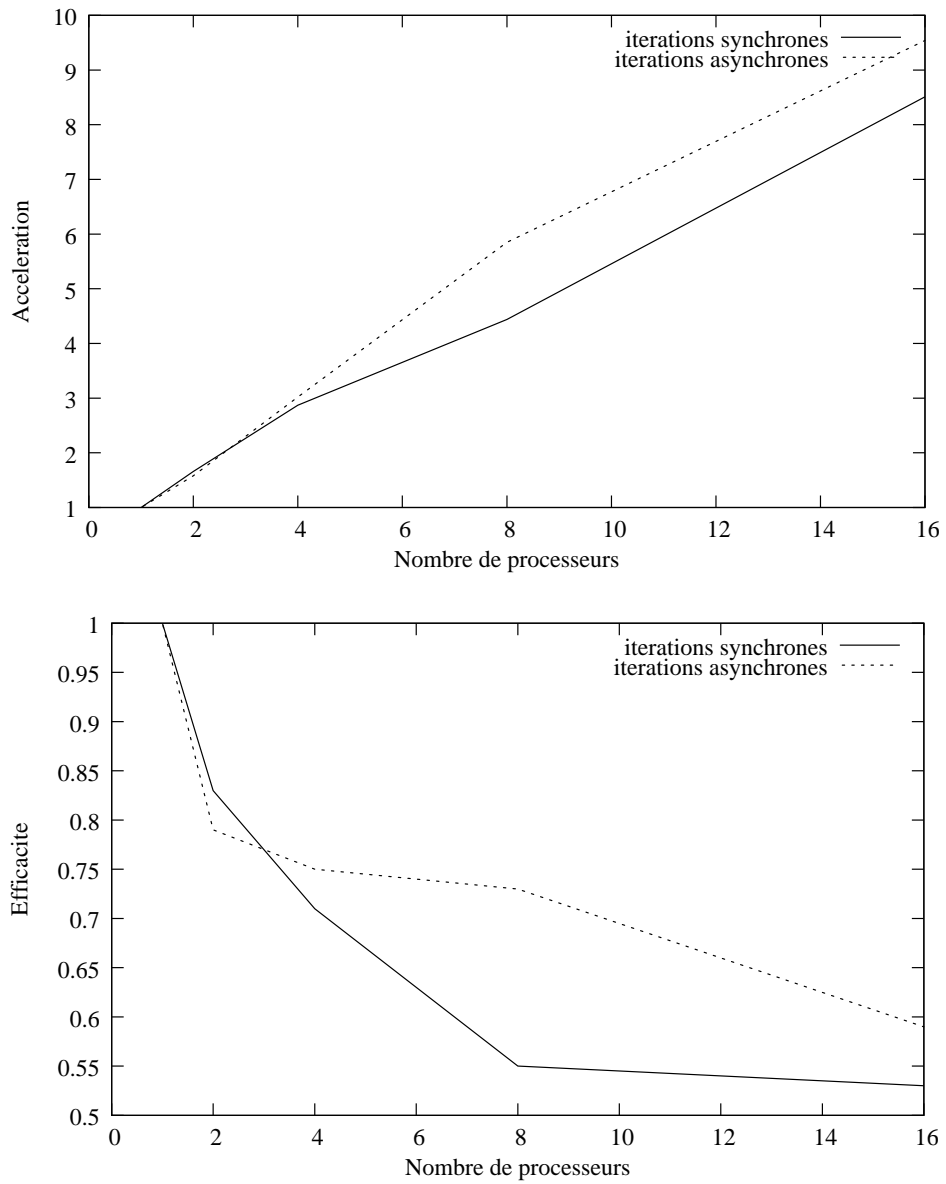 10
9
8
7
6
5
4
3
2
1
Acceleration
iterations synchrones
iterations asynchrones
0 2 4 6 8 10 12 14 16
Nombre de processeurs
1
0.95
0.9
0.85
0.8
0.75
0.7
0.65
0.6
0.55
0.5
Efficacite
iterations synchrones
iterations asynchrones
0 2 4 6 8 10 12 14 16
Nombre de processeurs